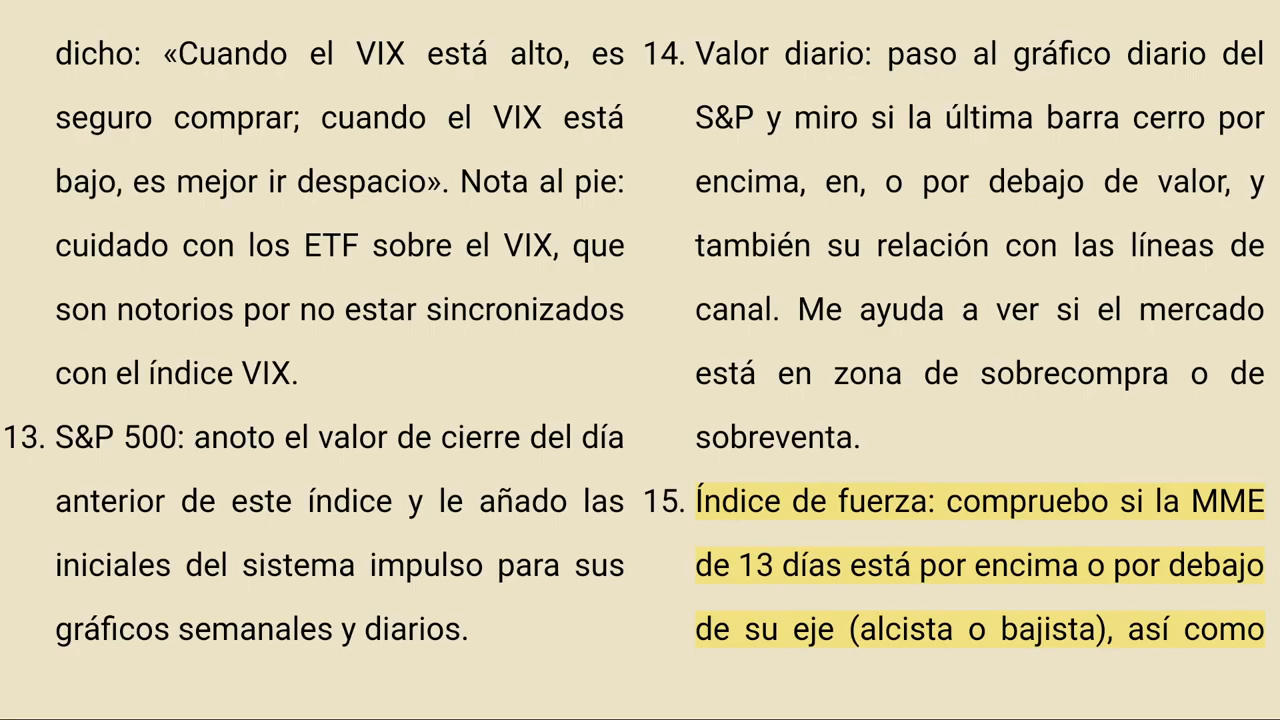 dicho: «Cuando el VIX está alto, es
seguro comprar; cuando el VIX está
bajo, es mejor ir despacio». Nota al pie:
cuidado con los ETF sobre el VIX, que
son notorios por no estar sincronizados
con el índice VIX.
13. S&P 500: anoto el valor de cierre del día
anterior de este índice y le añado las
iniciales del sistema impulso para sus
gráficos semanales y diarios.
14. Valor diario: paso al gráfico diario del
S&P y miro si la última barra cerro por
encima, en, o por debajo de valor, y
también su relación con las líneas de
canal. Me ayuda a ver si el mercado
está en zona de sobrecompra o de
sobreventa.
15. Índice de fuerza: compruebo si la MME
de 13 días está por encima o por debajo
de su eje (alcista o bajista), así como